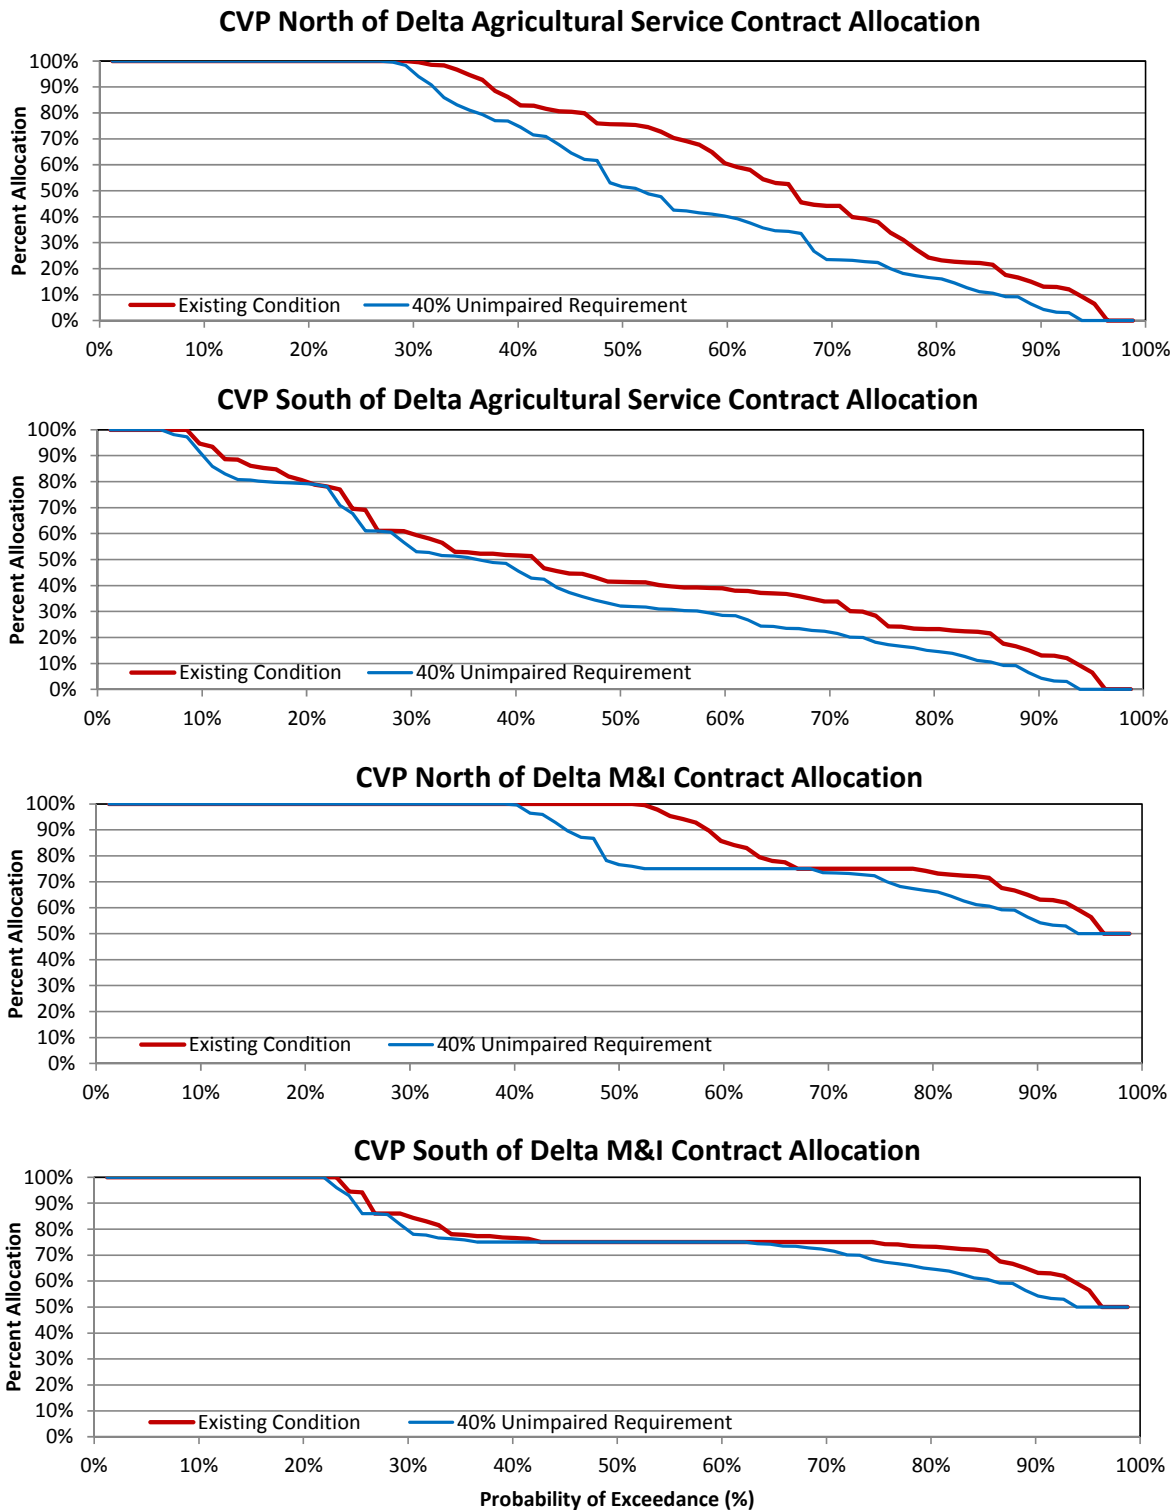 CVP North of Delta Agricultural Service Contract Allocation
100%
90%
80%
70%
60%
50%
40%
30%
20%
10%
0%
Percent Allocation
Existing Condition 40% Unimpaired Requirement
0% 10% 20% 30% 40% 50% 60% 70% 80% 90% 100%
CVP South of Delta Agricultural Service Contract Allocation
100%
90%
80%
70%
60%
50%
40%
30%
20%
10%
0%
Percent Allocation
Existing Condition 40% Unimpaired Requirement
0% 10% 20% 30% 40% 50% 60% 70% 80% 90% 100%
CVP North of Delta M&I Contract Allocation
100%
90%
80%
70%
60%
50%
40%
30%
20%
10%
0%
Percent Allocation
Existing Condition 40% Unimpaired Requirement
0% 10% 20% 30% 40% 50% 60% 70% 80% 90% 100%
CVP South of Delta M&I Contract Allocation
100%
90%
80%
70%
60%
50%
40%
30%
20%
10%
0%
Percent Allocation
Existing Condition 40% Unimpaired Requirement
0% 10% 20% 30% 40% 50% 60% 70% 80% 90% 100%
Probability of Exceedance (%)